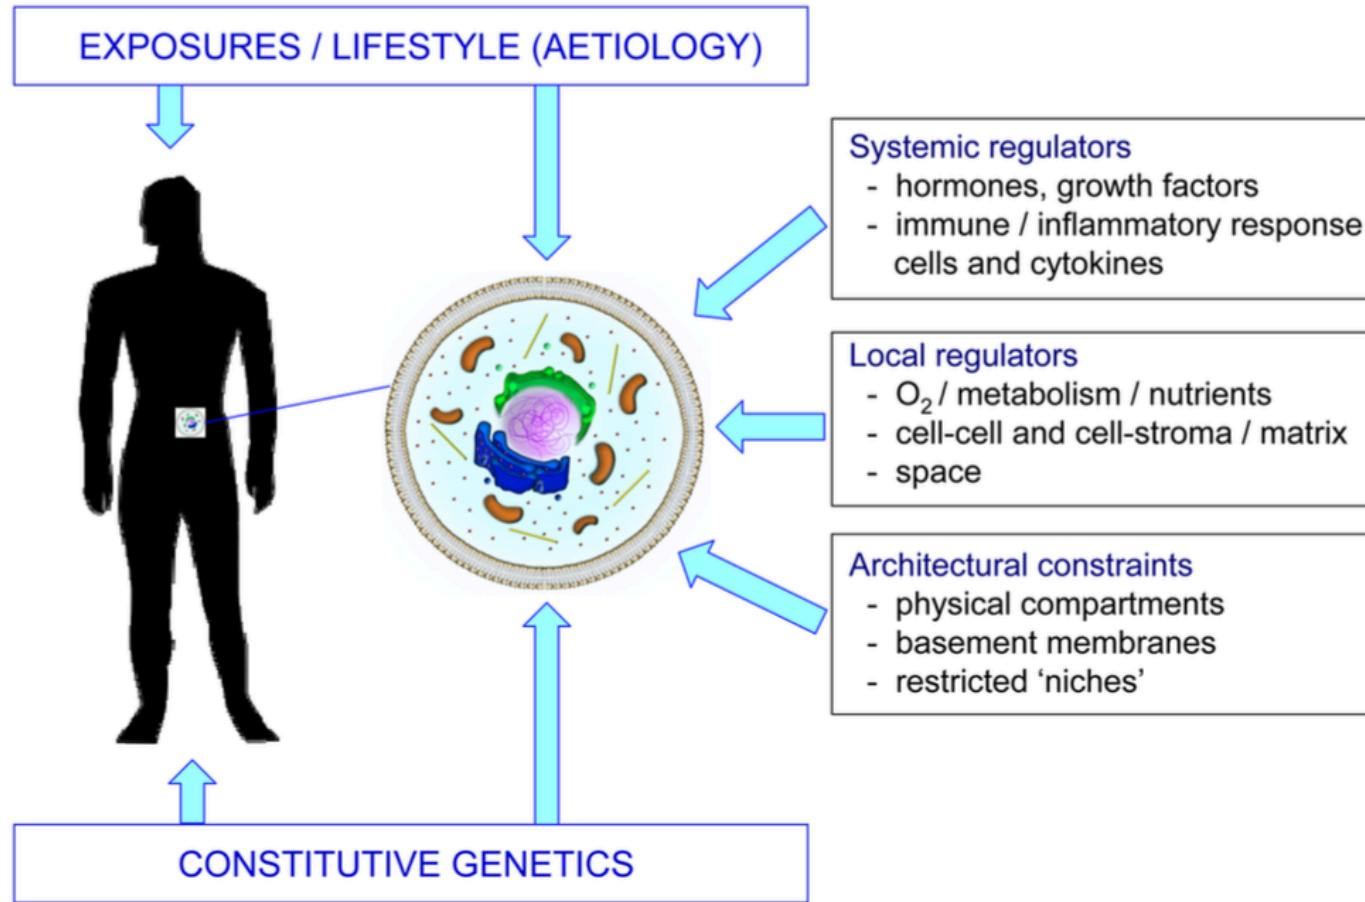 EXPOSURES / LIFESTYLE (AETIOLOGY)
Systemic regulators
- hormones, growth factors
- immune / inflammatory response
cells and cytokines
Local regulators
- O₂ / metabolism / nutrients
- cell-cell and cell-stroma / matrix
- space
Architectural constraints
- physical compartments
- basement membranes
- restricted ‘niches’
CONSTITUTIVE GENETICS